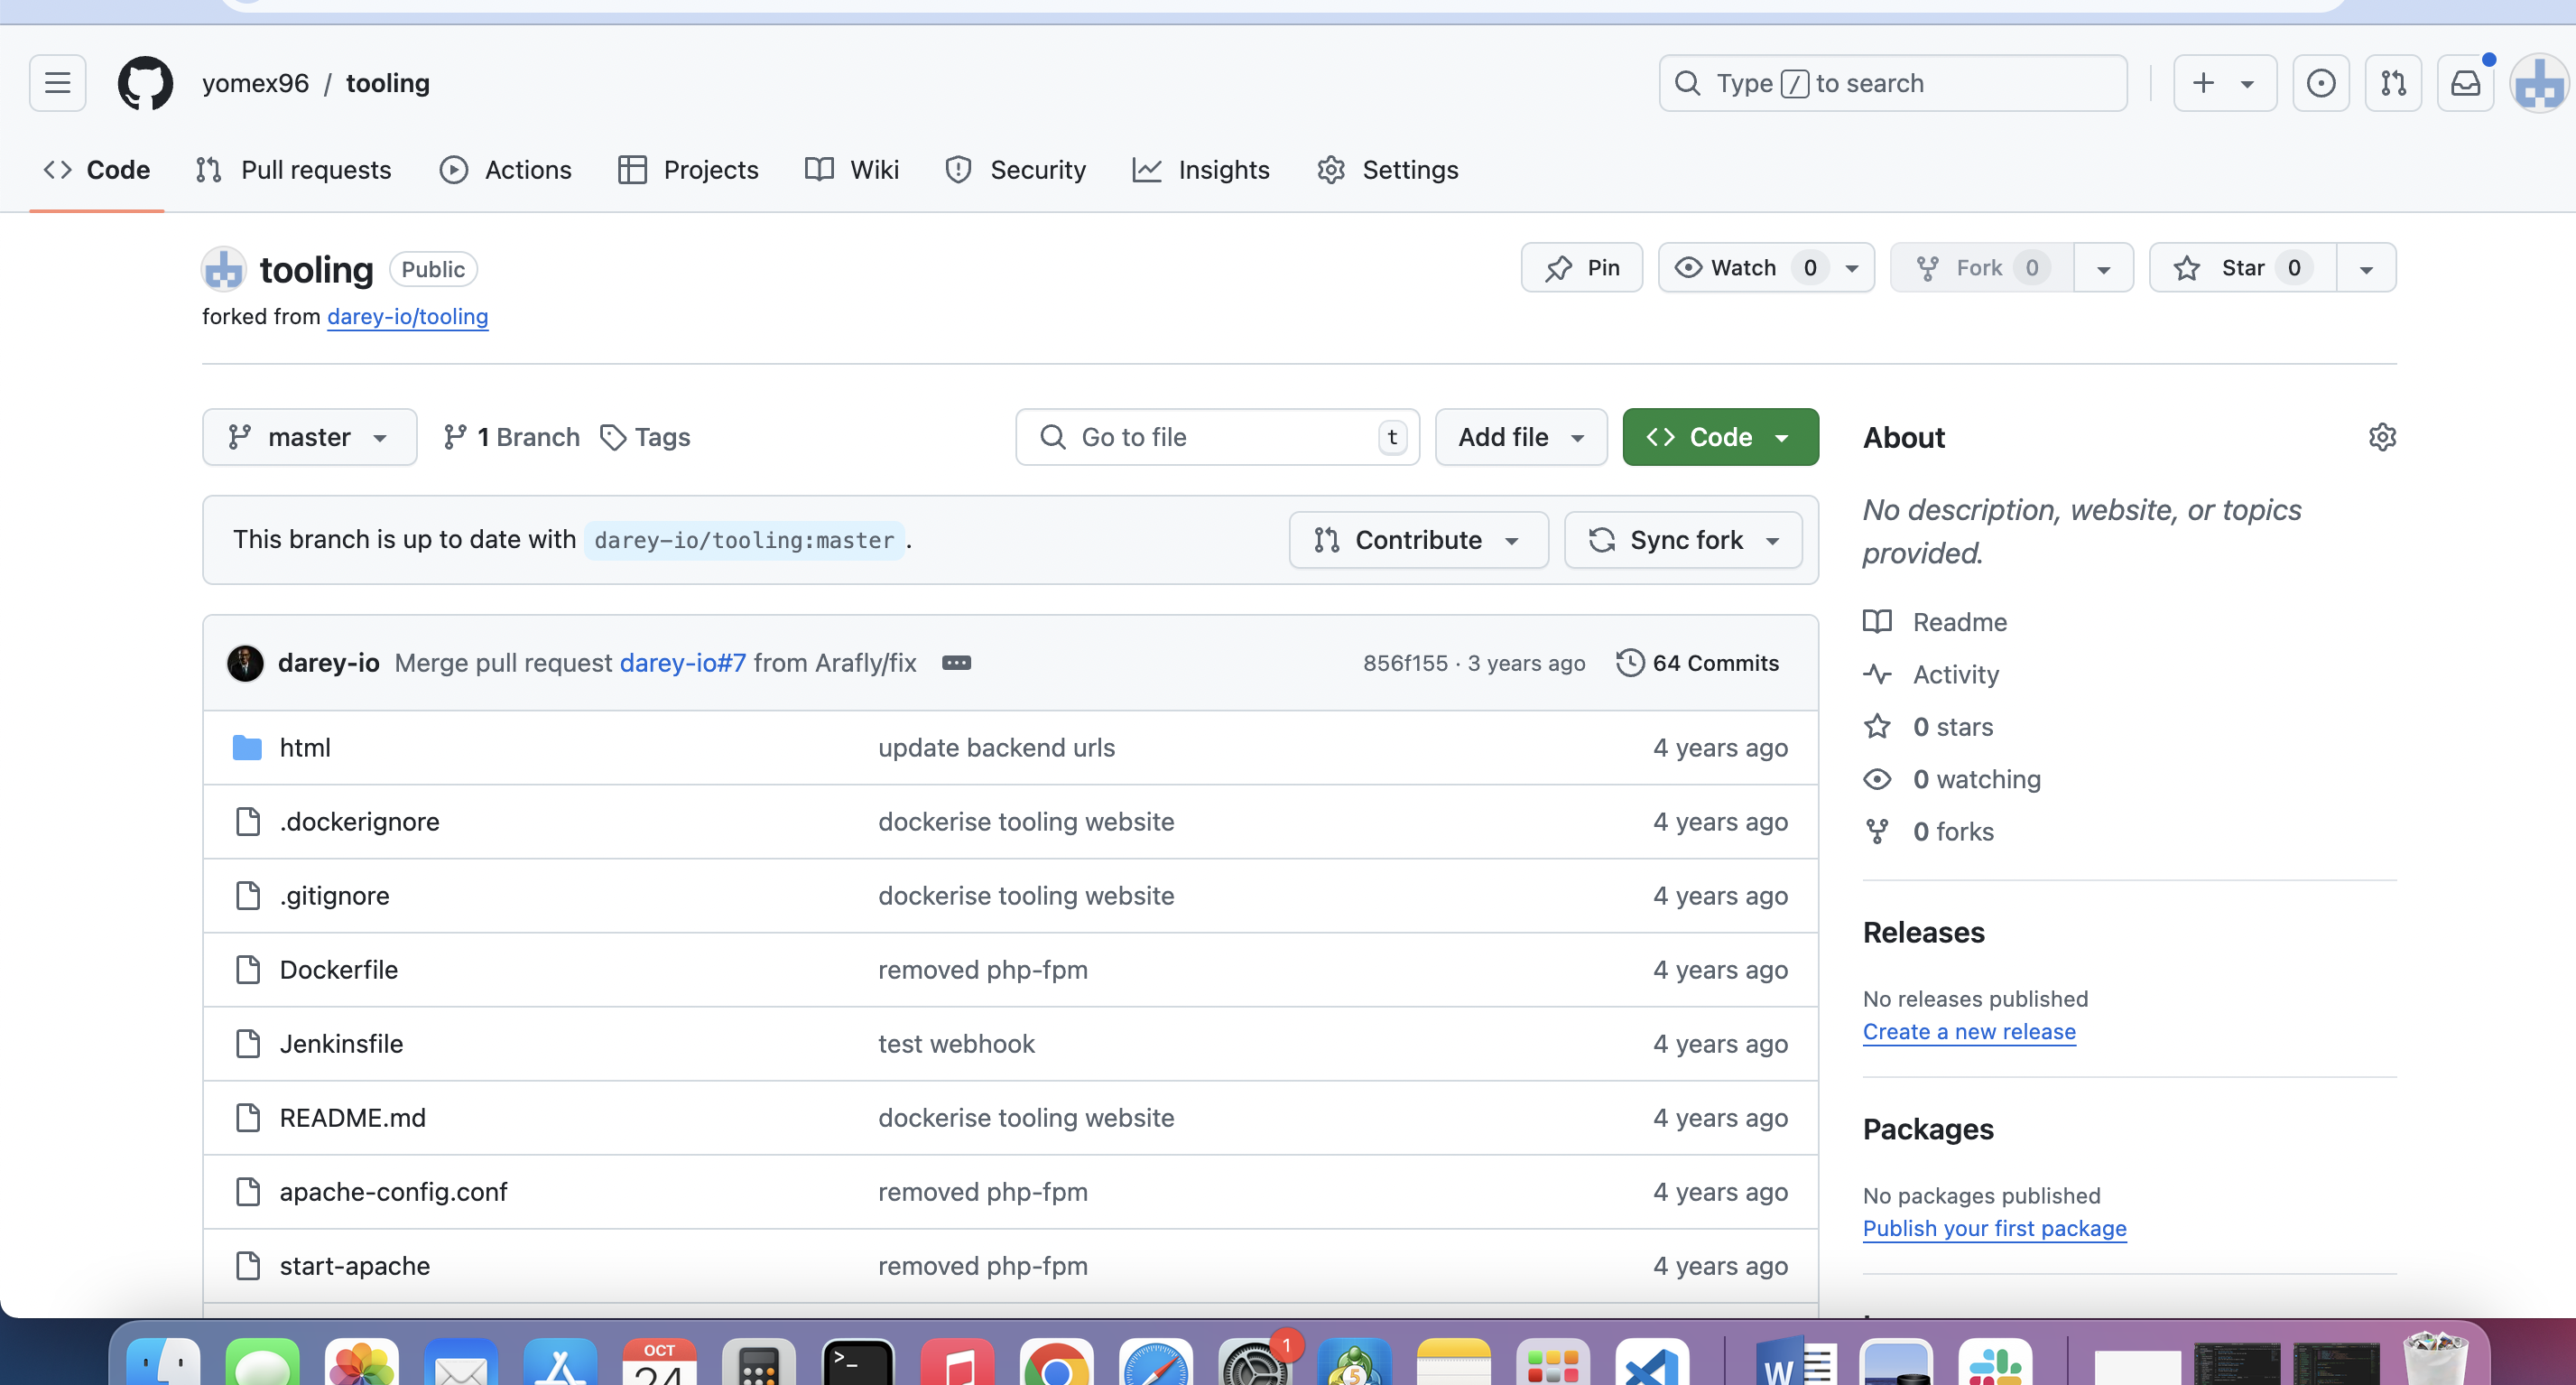 yomex96 / tooling
Type / to search
Code Pull requests Actions Projects Wiki Security Insights Settings
tooling Public
Pin Watch 0 Fork 0 Star 0
forked from darey-io/tooling
master 1 Branch Tags Go to file t Add file Code
About
This branch is up to date with darey-io/tooling:master . Contribute Sync fork
No description, website, or topics
provided.
Readme
Activity
0 stars
0 watching
0 forks
darey-io Merge pull request darey-io#7 from Arafly/fix 856f155 · 3 years ago 64 Commits
html update backend urls 4 years ago
.dockerignore dockerise tooling website 4 years ago
.gitignore dockerise tooling website 4 years ago
Dockerfile removed php-fpm 4 years ago
Jenkinsfile test webhook 4 years ago
README.md dockerise tooling website 4 years ago
apache-config.conf removed php-fpm 4 years ago
start-apache removed php-fpm 4 years ago
Releases
No releases published
Create a new release
Packages
No packages published
Publish your first package
OCT
24
>_
1
5
W